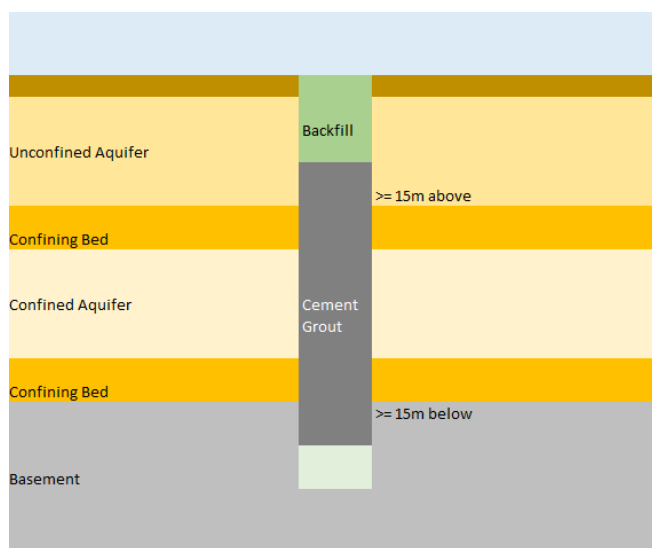 Backfill
Unconfined Aquifer
>= 15m above
Confining Bed
Confined Aquifer
Cement
Grout
Confining Bed
>= 15m below
Basement